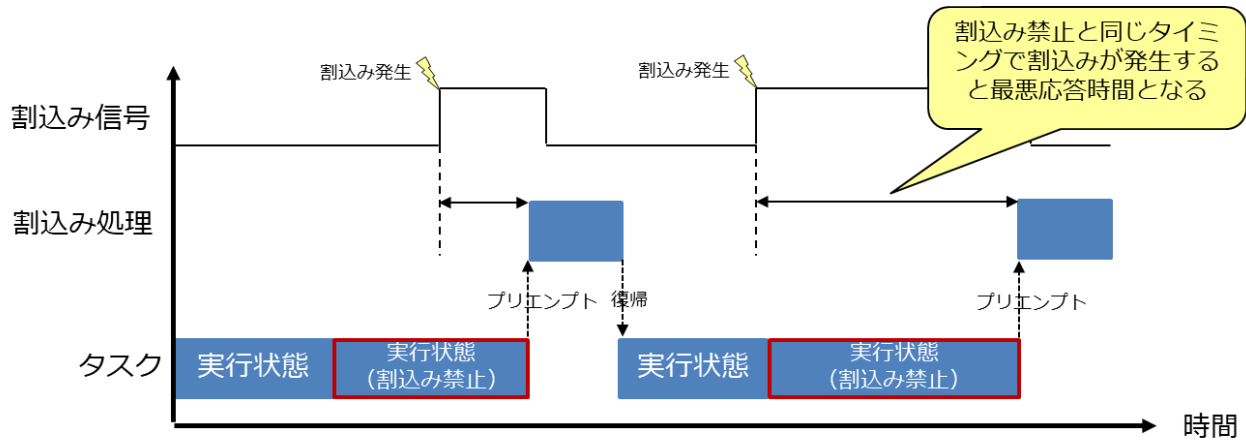 割込み禁止と同じタイミ
ングで割込みが発生する
と最悪応答時間となる
割込み発生
割込み発生
割込み信号
割込み処理
プリエンプト
復帰
プリエンプト
タスク
実行状態
実行状態
(割込み禁止)
実行状態
実行状態
(割込み禁止)
時間